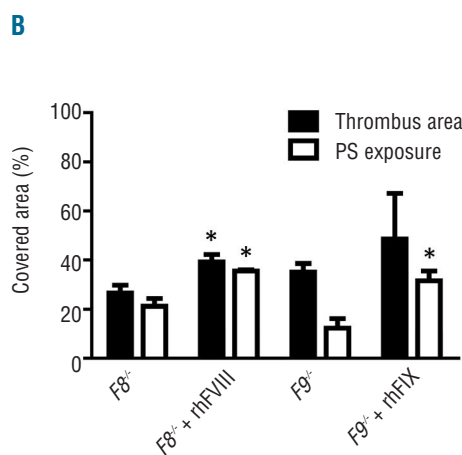 B
Covered area (%)
100
80
60
40
20
0
Thrombus area
PS exposure
*
*
*
F8-/-
F8-/- + rhFVIII
F9-/-
F9-/- + rhFIX